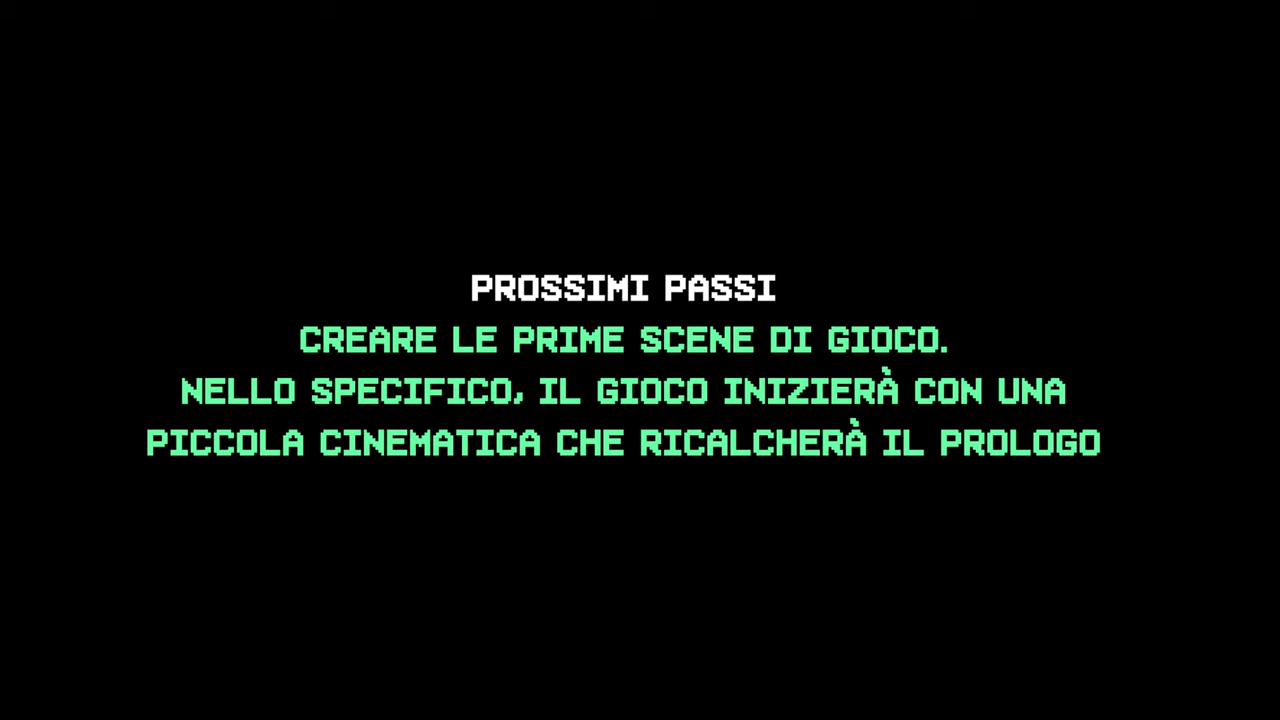 PROSSIMI PASSI
CREARE LE PRIME SCENE DI GIOCO.
NELLO SPECIFICO, IL GIOCO INIZIERÀ CON UNA
PICCOLA CINEMATICA CHE RICALCHERÀ IL PROLOGO